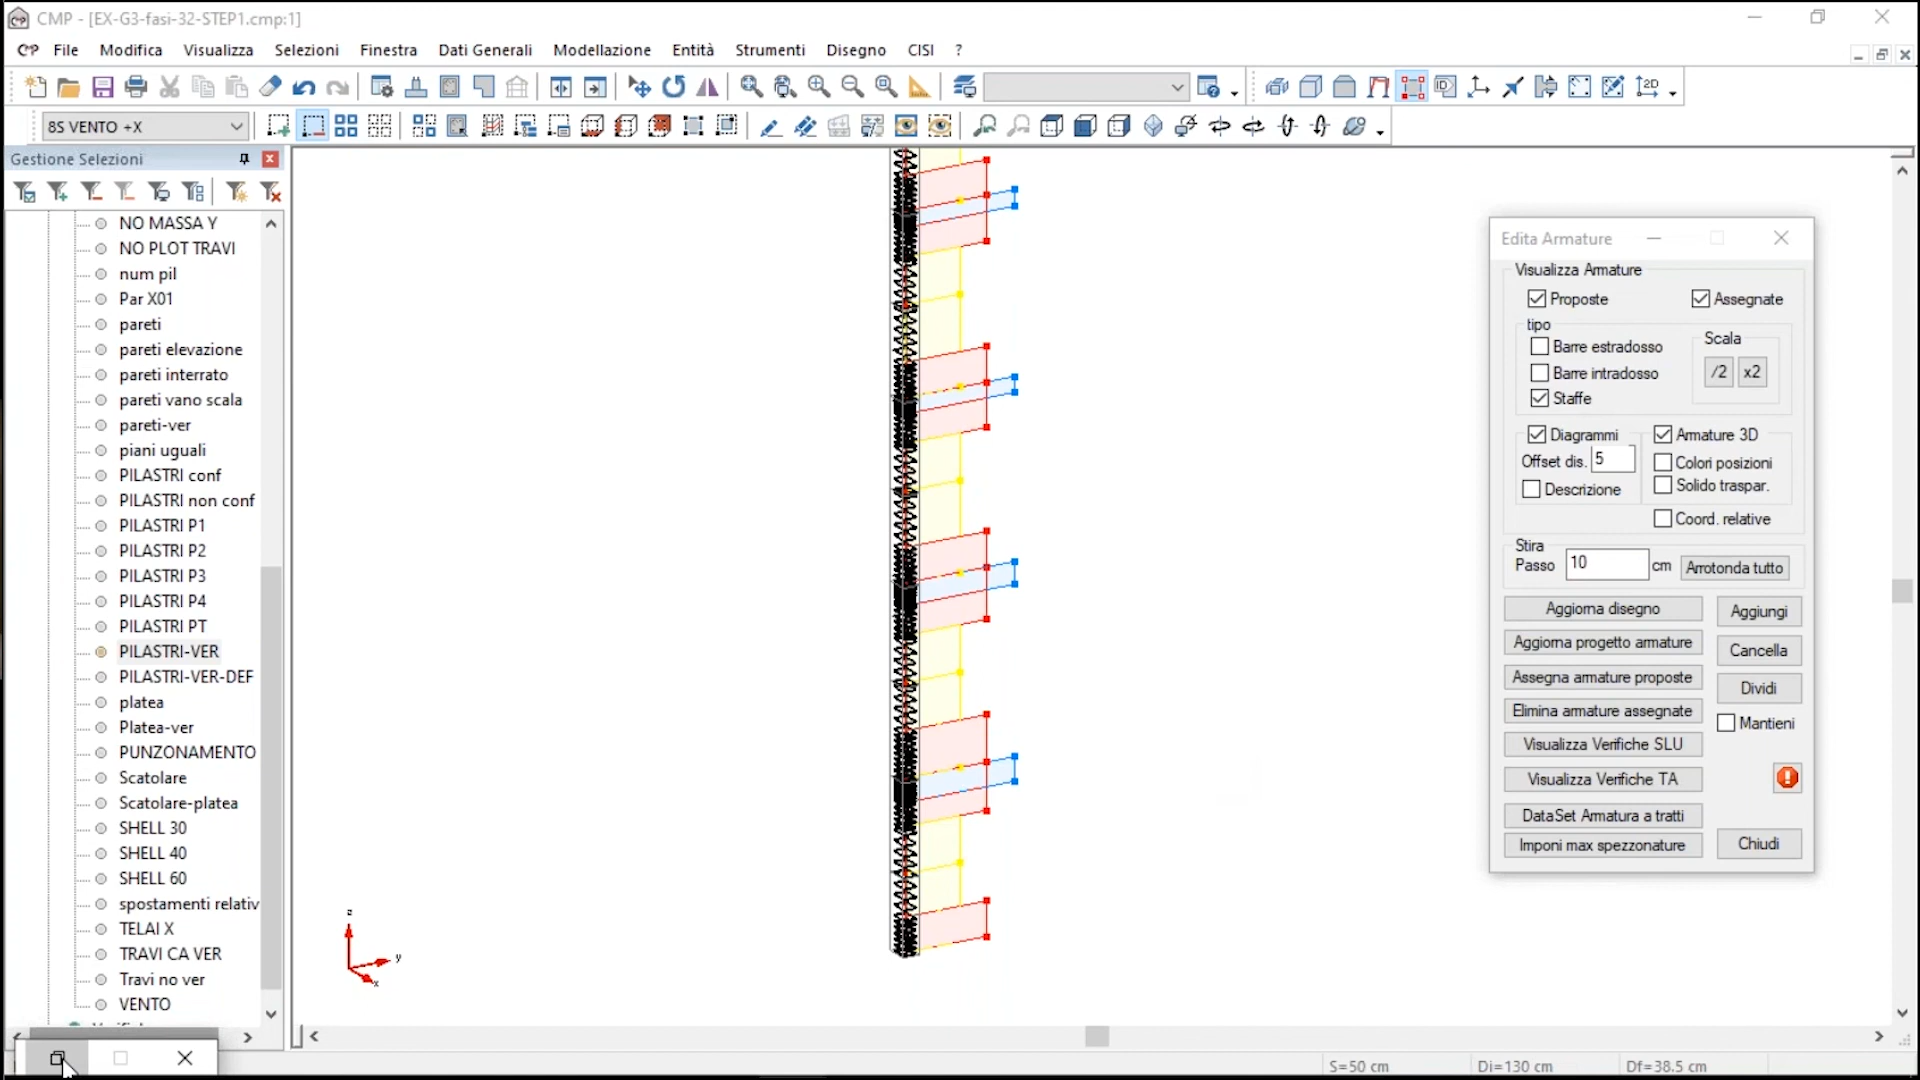 CMP - [EX-G3-fasi-32-STEP1.cmp:1]
File Modifica Visualizza Selezioni Finestra Dati Generali Modellazione Entità Strumenti Disegno CISI ?
8S VENTO +X
Gestione Selezioni
NO MASSA Y
NO PLOT TRAVI
num pil
Par X01
pareti
pareti elevazione
pareti interrato
pareti vano scala
pareti-ver
piani uguali
PILASTRI conf
PILASTRI non conf
PILASTRI P1
PILASTRI P2
PILASTRI P3
PILASTRI P4
PILASTRI PT
PILASTRI-VER
PILASTRI-VER-DEF
platea
Platea-ver
PUNZONAMENTO
Scatolare
Scatolare-platea
SHELL 30
SHELL 40
SHELL 60
spostamenti relativ
TELAI X
TRAVI CA VER
Travi no ver
VENTO
z
y
x
Edita Armature
Visualizza Armature
Proposte Assegnate
tipo
Scala
Barre estradosso
Barre intradosso
/2 x2
Staffe
Diagrammi Armature 3D
Offset dis. 5 Colori posizioni
Descrizione Solido traspar.
Coord. relative
Stira
Passo 10 cm Arrotonda tutto
Aggiorna disegno Aggiungi
Aggiorna progetto armature Cancella
Assegna armature proposte Dividi
Elimina armature assegnate Mantieni
Visualizza Verifiche SLU
Visualizza Verifiche TA
DataSet Armatura a tratti
Imponi max spezzonature Chiudi
S=50 cm Di=130 cm Df=38.5 cm